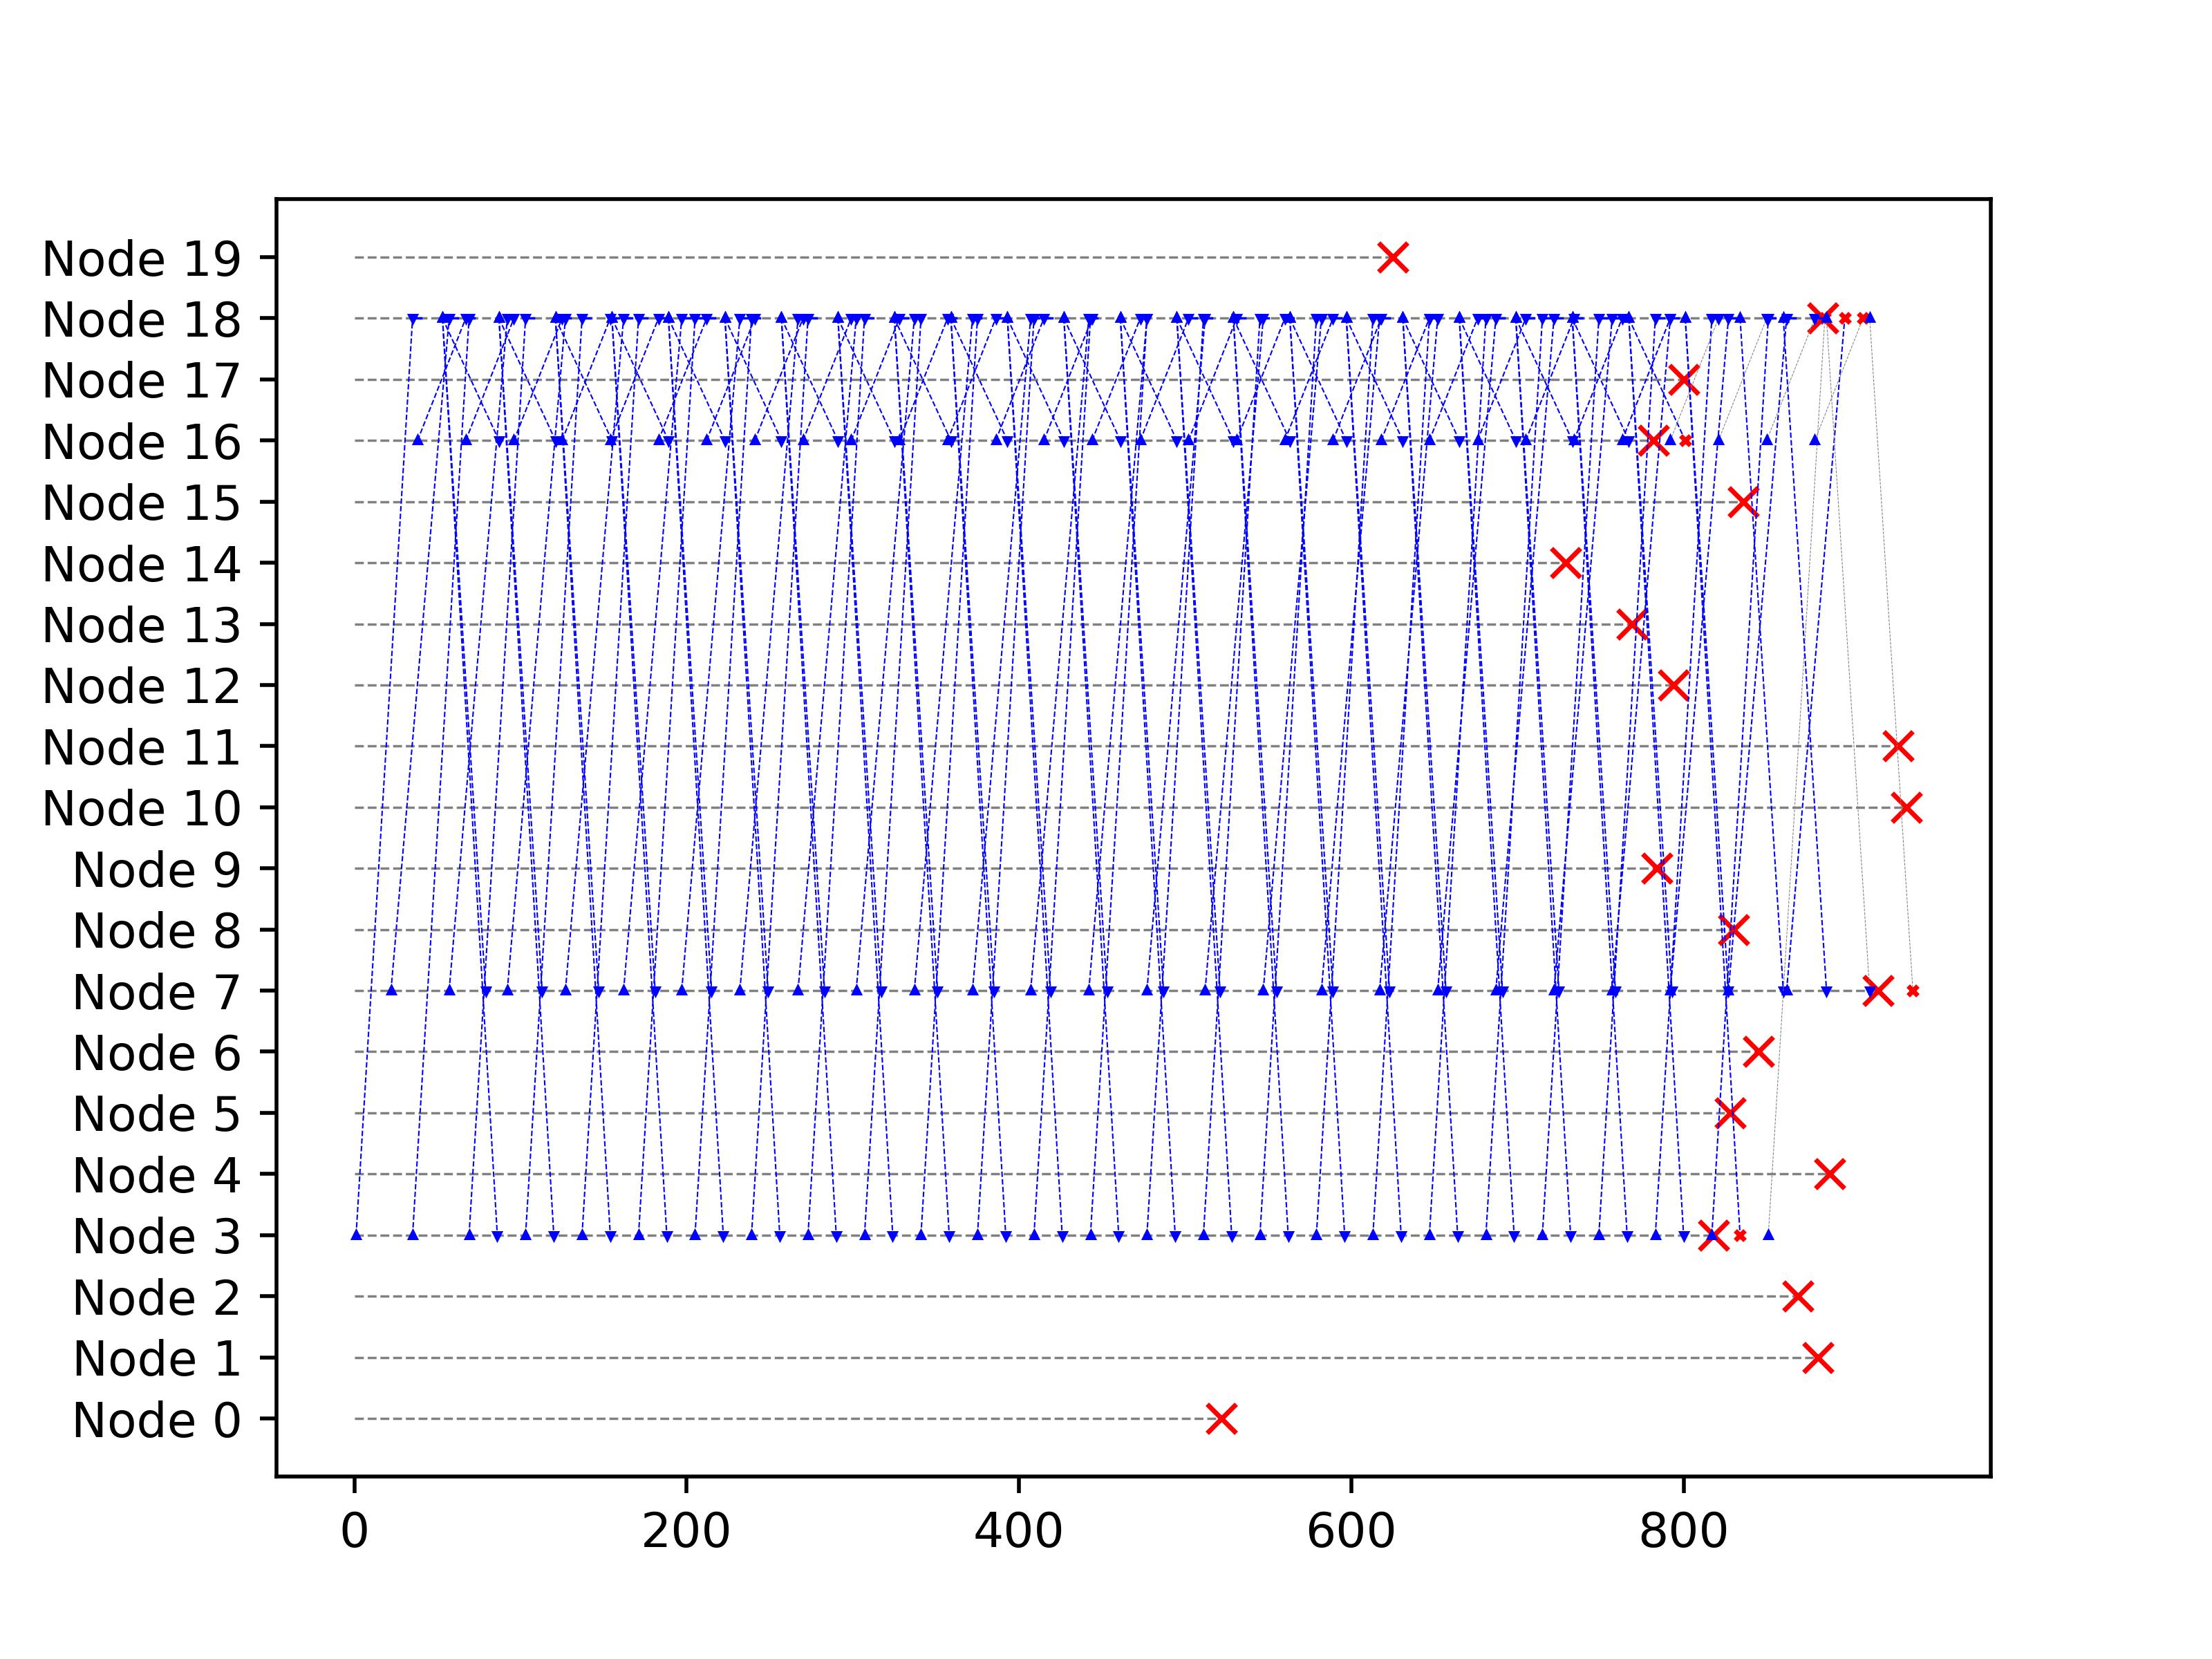 Node 19
Node 18
Node 17
Node 16
Node 15
Node 14
Node 13
Node 12
Node 11
Node 10
Node 9
Node 8
Node 7
Node 6
Node 5
Node 4
Node 3
Node 2
Node 1
Node 0
0 200 400 600 800